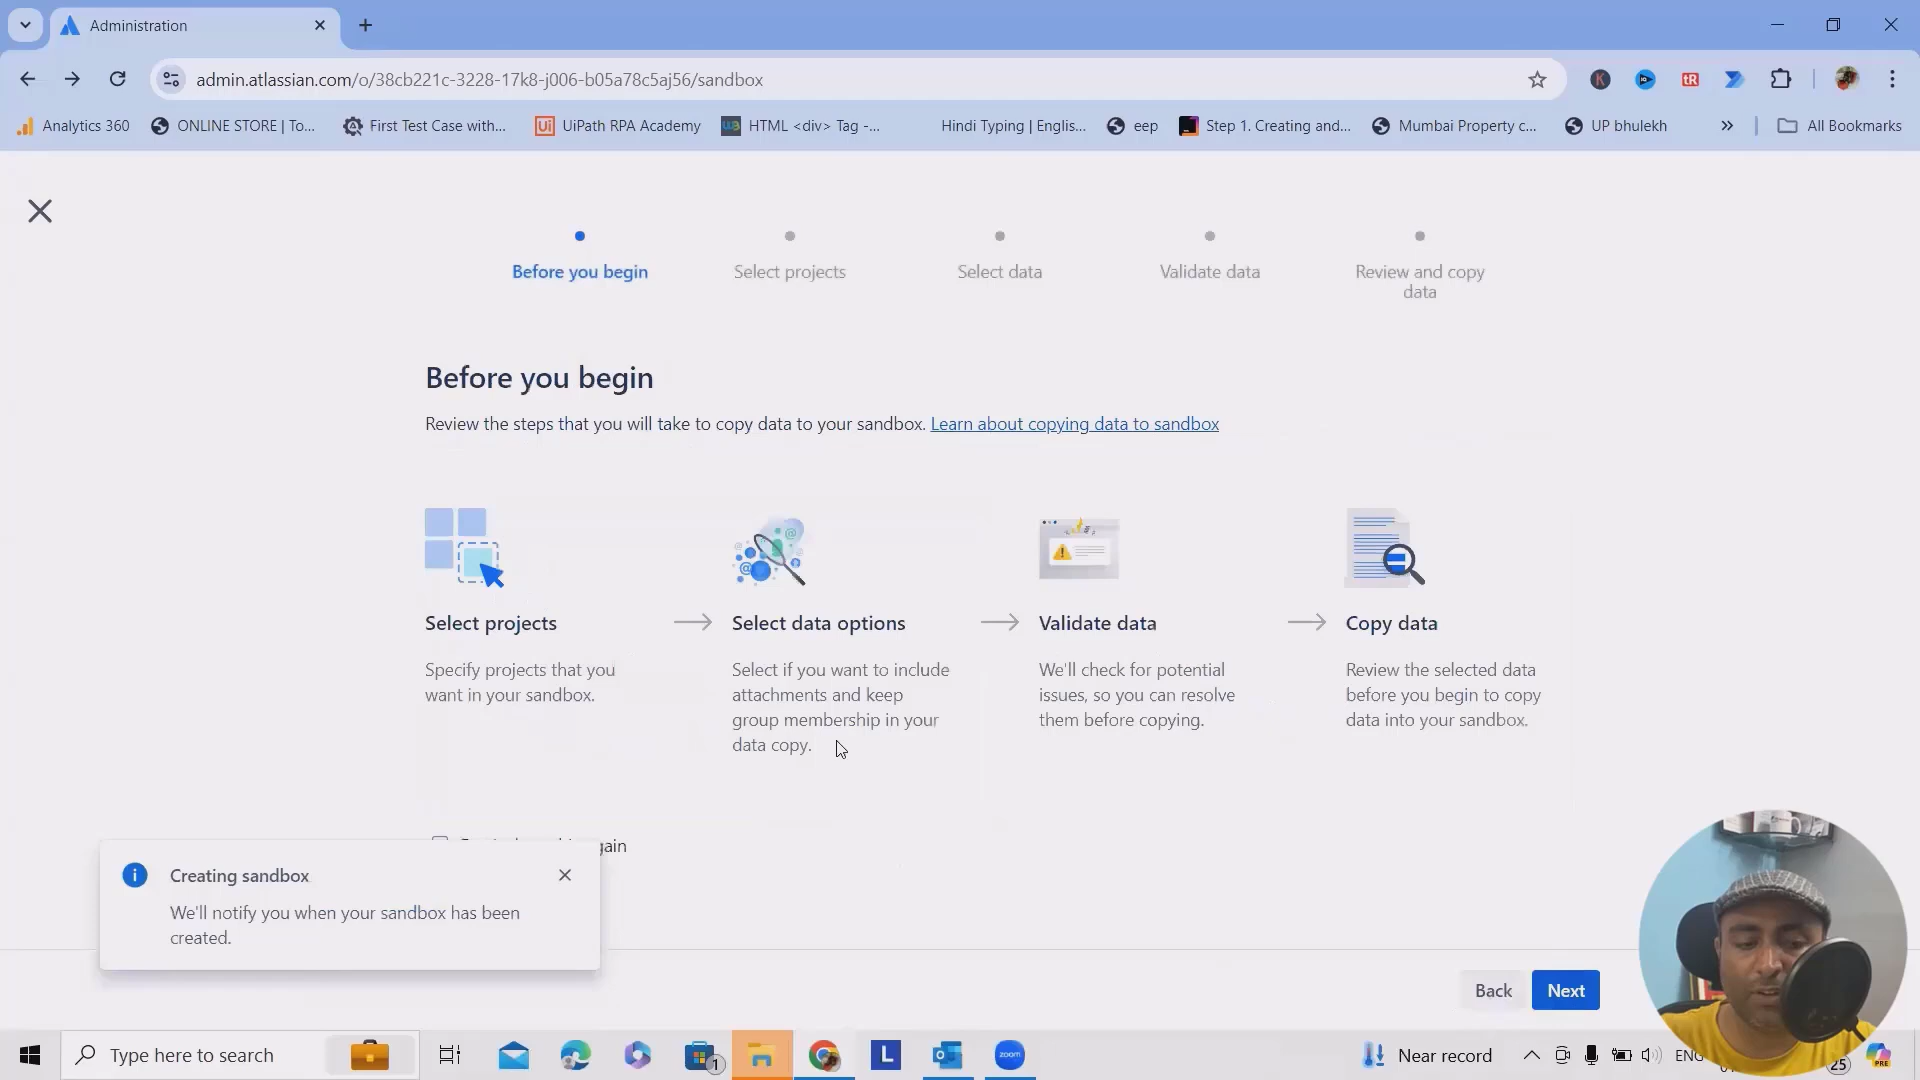 Administration
admin.atlassian.com/o/38cb221c-3228-17k8-j006-b05a78c5aj56/sandbox
Analytics 360
ONLINE STORE | To...
First Test Case with...
UiPath RPA Academy
HTML <div> Tag -...
Hindi Typing | Englis...
eep
Step 1. Creating and...
Mumbai Property c...
UP bhulekh
All Bookmarks
Before you begin
Select projects
Select data
Validate data
Review and copy
data
Before you begin
Review the steps that you will take to copy data to your sandbox. Learn about copying data to sandbox
Select projects
Specify projects that you
want in your sandbox.
Select data options
Select if you want to include
attachments and keep
group membership in your
data copy.
Validate data
We'll check for potential
issues, so you can resolve
them before copying.
Copy data
Review the selected data
before you begin to copy
data into your sandbox.
Creating sandbox
We'll notify you when your sandbox has been
created.
Back
Next
Type here to search
1
L
zoom
Near record
ENG
25
PRE